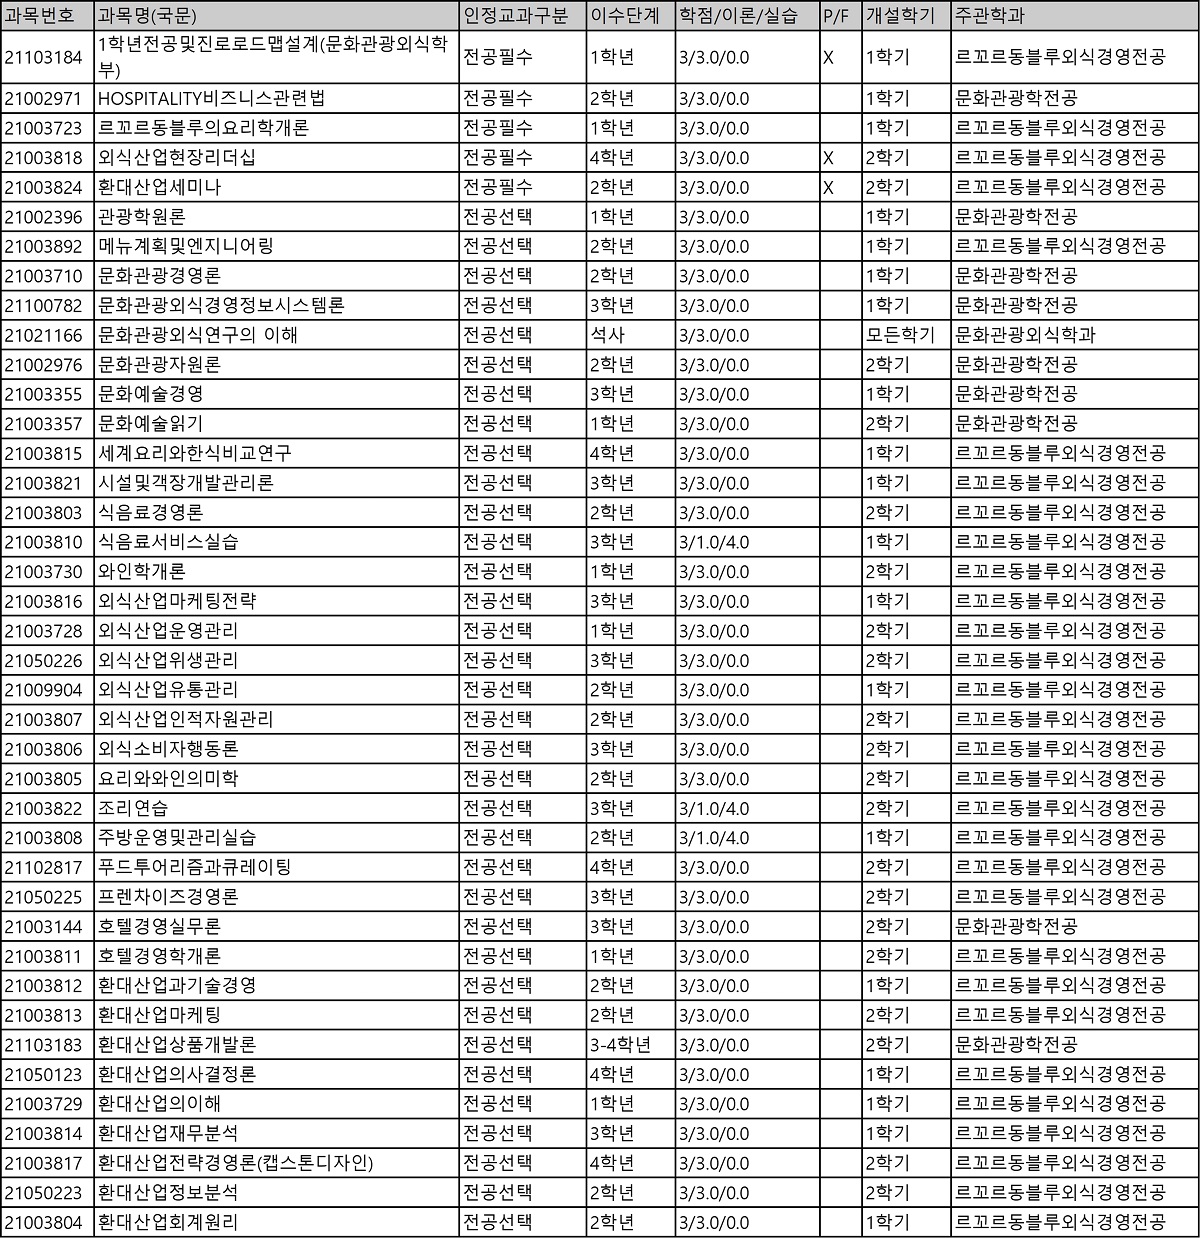 과목번호 과목명(국문) 인정교과구분 이수단계 학점/이론/실습 P/F 개설학기 주관학과
21103184 1학년전공및진로로드맵설계(문화관광외식학
부) 전공필수 1학년 3/3.0/0.0 X 1학기 르꼬르동블루외식경영전공
21002971 HOSPITALITY비즈니스관련법 전공필수 2학년 3/3.0/0.0 1학기 문화관광학전공
21003723 르꼬르동블루의요리학개론 전공필수 1학년 3/3.0/0.0 1학기 르꼬르동블루외식경영전공
21003818 외식산업현장리더십 전공필수 4학년 3/3.0/0.0 X 2학기 르꼬르동블루외식경영전공
21003824 환대산업세미나 전공필수 2학년 3/3.0/0.0 X 2학기 르꼬르동블루외식경영전공
21002396 관광학원론 전공선택 1학년 3/3.0/0.0 1학기 문화관광학전공
21003892 메뉴계획및엔지니어링 전공선택 2학년 3/3.0/0.0 1학기 르꼬르동블루외식경영전공
21003710 문화관광경영론 전공선택 2학년 3/3.0/0.0 1학기 문화관광학전공
21100782 문화관광외식경영정보시스템론 전공선택 3학년 3/3.0/0.0 1학기 문화관광학전공
21021166 문화관광외식연구의 이해 전공선택 석사 3/3.0/0.0 모든학기 문화관광외식학과
21002976 문화관광자원론 전공선택 2학년 3/3.0/0.0 2학기 문화관광학전공
21003355 문화예술경영 전공선택 3학년 3/3.0/0.0 1학기 문화관광학전공
21003357 문화예술읽기 전공선택 1학년 3/3.0/0.0 2학기 문화관광학전공
21003815 세계요리와한식비교연구 전공선택 4학년 3/3.0/0.0 1학기 르꼬르동블루외식경영전공
21003821 시설및객장개발관리론 전공선택 3학년 3/3.0/0.0 1학기 르꼬르동블루외식경영전공
21003803 식음료경영론 전공선택 2학년 3/3.0/0.0 2학기 르꼬르동블루외식경영전공
21003810 식음료서비스실습 전공선택 3학년 3/1.0/4.0 1학기 르꼬르동블루외식경영전공
21003730 와인학개론 전공선택 1학년 3/3.0/0.0 2학기 르꼬르동블루외식경영전공
21003816 외식산업마케팅전략 전공선택 3학년 3/3.0/0.0 1학기 르꼬르동블루외식경영전공
21003728 외식산업운영관리 전공선택 1학년 3/3.0/0.0 2학기 르꼬르동블루외식경영전공
21050226 외식산업위생관리 전공선택 3학년 3/3.0/0.0 2학기 르꼬르동블루외식경영전공
21009904 외식산업유통관리 전공선택 2학년 3/3.0/0.0 1학기 르꼬르동블루외식경영전공
21003807 외식산업인적자원관리 전공선택 2학년 3/3.0/0.0 2학기 르꼬르동블루외식경영전공
21003806 외식소비자행동론 전공선택 3학년 3/3.0/0.0 2학기 르꼬르동블루외식경영전공
21003805 요리와와인의미학 전공선택 2학년 3/3.0/0.0 2학기 르꼬르동블루외식경영전공
21003822 조리연습 전공선택 3학년 3/1.0/4.0 2학기 르꼬르동블루외식경영전공
21003808 주방운영및관리실습 전공선택 2학년 3/1.0/4.0 1학기 르꼬르동블루외식경영전공
21102817 푸드투어리즘과큐레이팅 전공선택 4학년 3/3.0/0.0 2학기 르꼬르동블루외식경영전공
21050225 프렌차이즈경영론 전공선택 3학년 3/3.0/0.0 2학기 르꼬르동블루외식경영전공
21003144 호텔경영실무론 전공선택 3학년 3/3.0/0.0 2학기 문화관광학전공
21003811 호텔경영학개론 전공선택 1학년 3/3.0/0.0 2학기 르꼬르동블루외식경영전공
21003812 환대산업과기술경영 전공선택 2학년 3/3.0/0.0 1학기 르꼬르동블루외식경영전공
21003813 환대산업마케팅 전공선택 2학년 3/3.0/0.0 2학기 르꼬르동블루외식경영전공
21103183 환대산업상품개발론 전공선택 3-4학년 3/3.0/0.0 2학기 문화관광학전공
21050123 환대산업의사결정론 전공선택 4학년 3/3.0/0.0 1학기 르꼬르동블루외식경영전공
21003729 환대산업의이해 전공선택 1학년 3/3.0/0.0 1학기 르꼬르동블루외식경영전공
21003814 환대산업재무분석 전공선택 3학년 3/3.0/0.0 1학기 르꼬르동블루외식경영전공
21003817 환대산업전략경영론(캡스톤디자인) 전공선택 4학년 3/3.0/0.0 2학기 르꼬르동블루외식경영전공
21050223 환대산업정보분석 전공선택 2학년 3/3.0/0.0 2학기 르꼬르동블루외식경영전공
21003804 환대산업회계원리 전공선택 2학년 3/3.0/0.0 1학기 르꼬르동블루외식경영전공